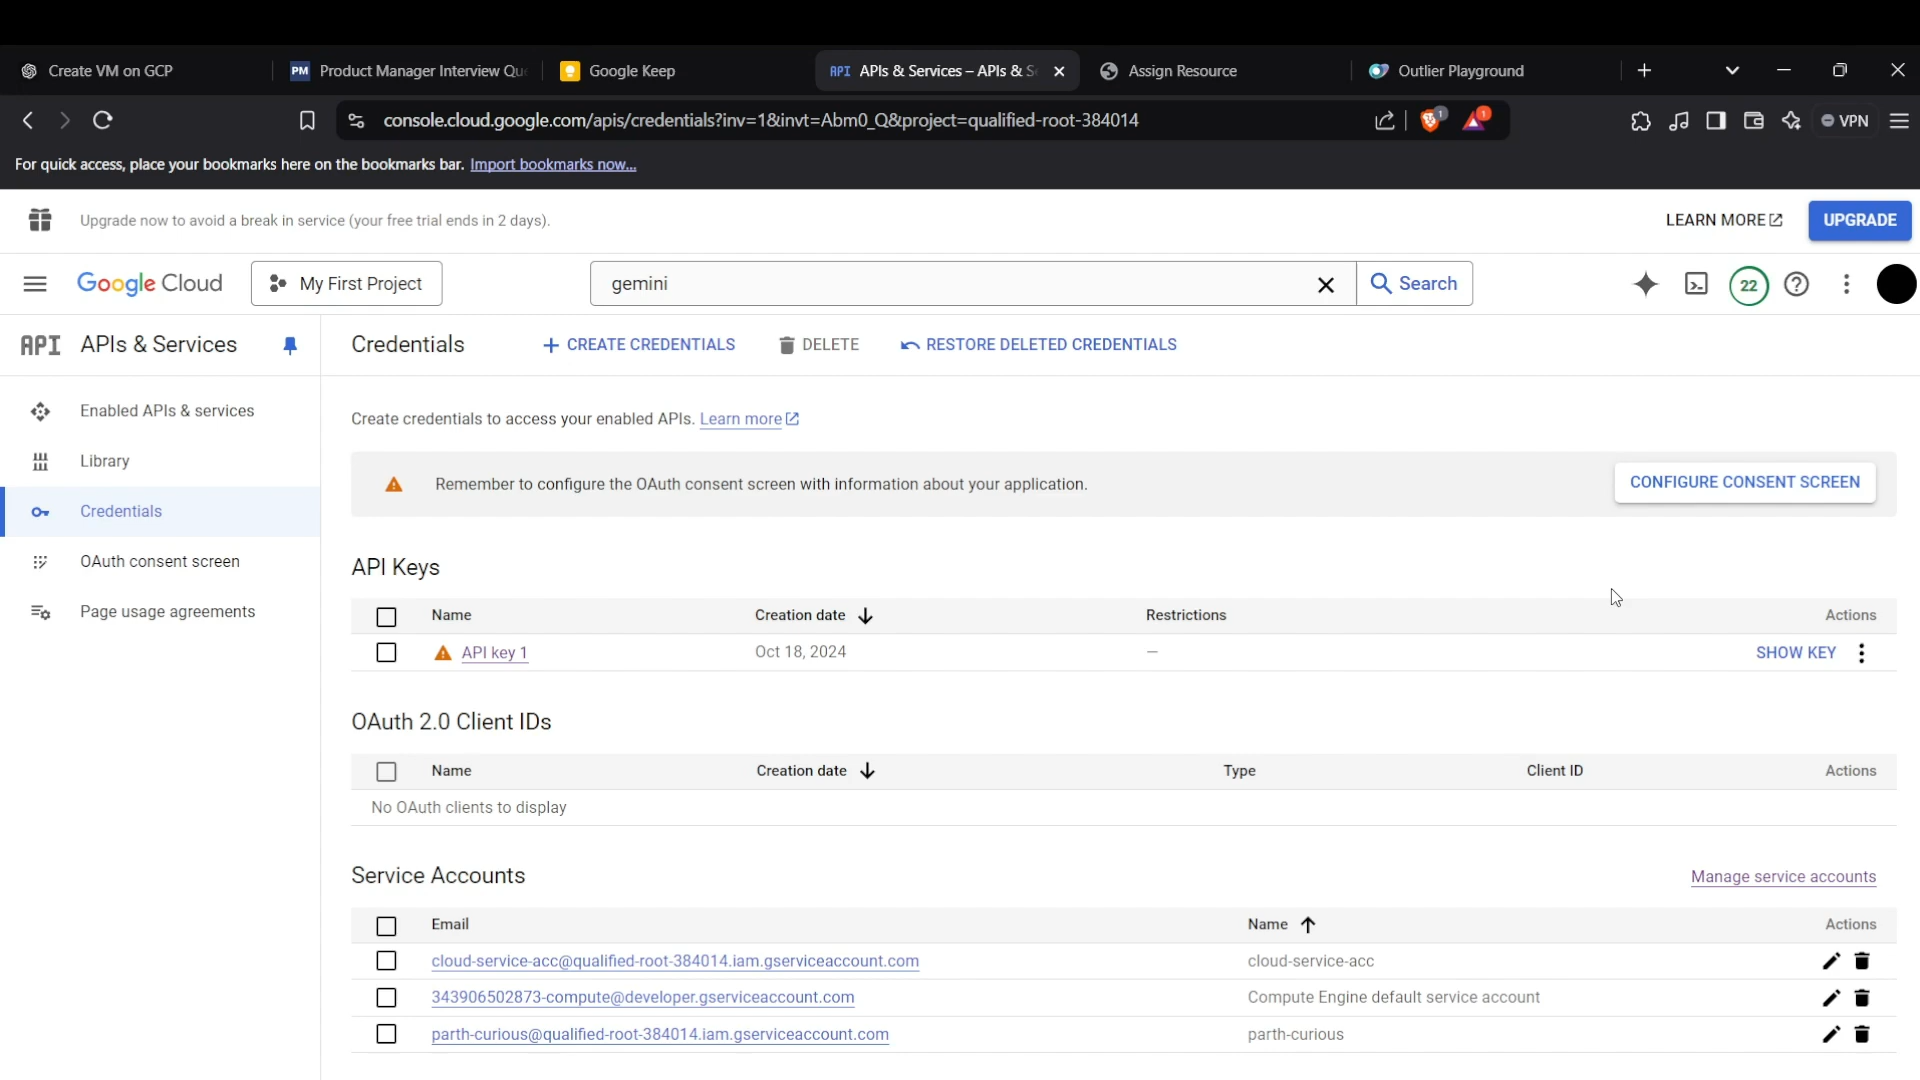 Create VM on GCP
PM Product Manager Interview Qu
Google Keep
API APIs & Services – APIs & S
Assign Resource
Outlier Playground
console.cloud.google.com/apis/credentials?inv=1&invt=Abm0_Q&project=qualified-root-384014
1
1
VPN
For quick access, place your bookmarks here on the bookmarks bar. Import bookmarks now...
Upgrade now to avoid a break in service (your free trial ends in 2 days).
LEARN MORE
UPGRADE
Google Cloud
My First Project
gemini
Search
22
API APIs & Services
Credentials
+ CREATE CREDENTIALS
DELETE
RESTORE DELETED CREDENTIALS
Enabled APIs & services
Library
Credentials
OAuth consent screen
Page usage agreements
Create credentials to access your enabled APIs. Learn more
Remember to configure the OAuth consent screen with information about your application.
CONFIGURE CONSENT SCREEN
API Keys
Name Creation date Restrictions Actions
API key 1 Oct 18, 2024 – SHOW KEY
OAuth 2.0 Client IDs
Name Creation date Type Client ID Actions
No OAuth clients to display
Service Accounts
Manage service accounts
Email Name Actions
cloud-service-acc@qualified-root-384014.iam.gserviceaccount.com cloud-service-acc
343906502873-compute@developer.gserviceaccount.com Compute Engine default service account
parth-curious@qualified-root-384014.iam.gserviceaccount.com parth-curious